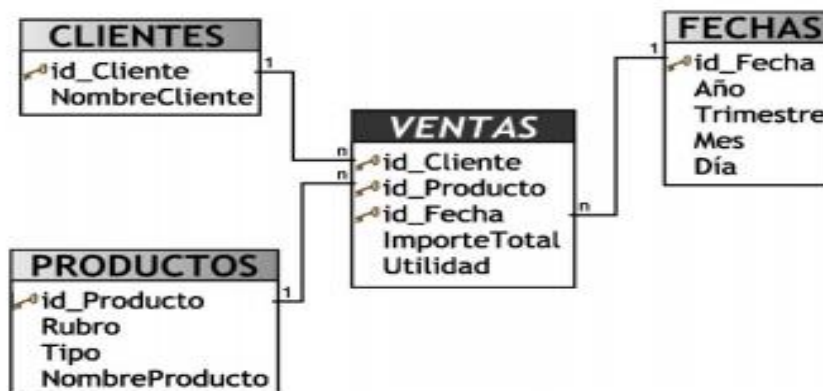 CLIENTES
id_Cliente
NombreCliente
1
n
PRODUCTOS
id_Producto
Rubro
Tipo
NombreProducto
1
n
VENTAS
id_Cliente
id_Producto
id_Fecha
ImporteTotal
Utilidad
n
1
FECHAS
id_Fecha
Año
Trimestre
Mes
Día